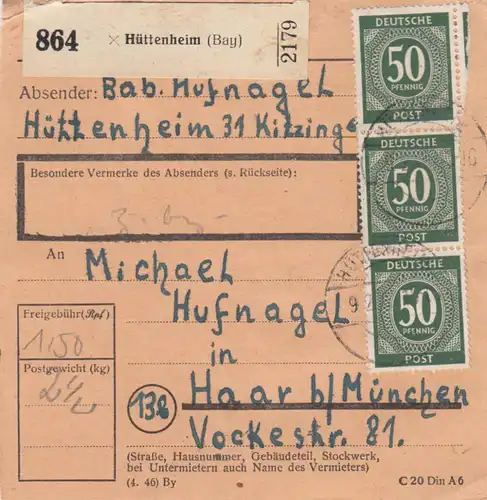 864 × Hüttenheim (Bay) 2179
Absender: Bab. Hufnagel
Hüttenheim 31 Kitzing
Besondere Vermerke des Absenders (s. Rückseite):
An Michael
Hufnagel
in
Haar b/München
Vockestr. 81.
(Straße, Hausnummer, Gebäudeteil, Stockwerk,
bei Untermietern auch Name des Vermieters)
(4. 46) By
C 20 Din A 6
Freigebühr (Rpf)
1,50
Postgewicht (kg)
13b
DEUTSCHE
50
PFENNIG
POST
DEUTSCHE
50
PFENNIG
POST
DEUTSCHE
50
PFENNIG
POST